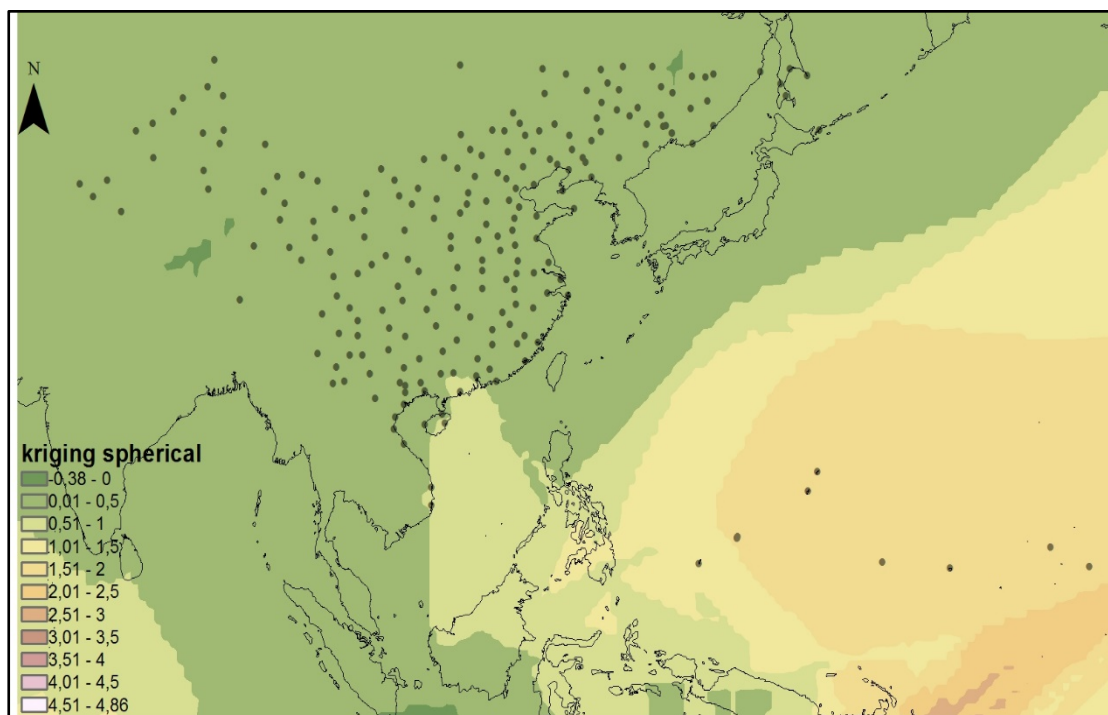 N
kriging spherical
-0,38 - 0
0,01 - 0,5
0,51 - 1
1,01 - 1,5
1,51 - 2
2,01 - 2,5
2,51 - 3
3,01 - 3,5
3,51 - 4
4,01 - 4,5
4,51 - 4,86